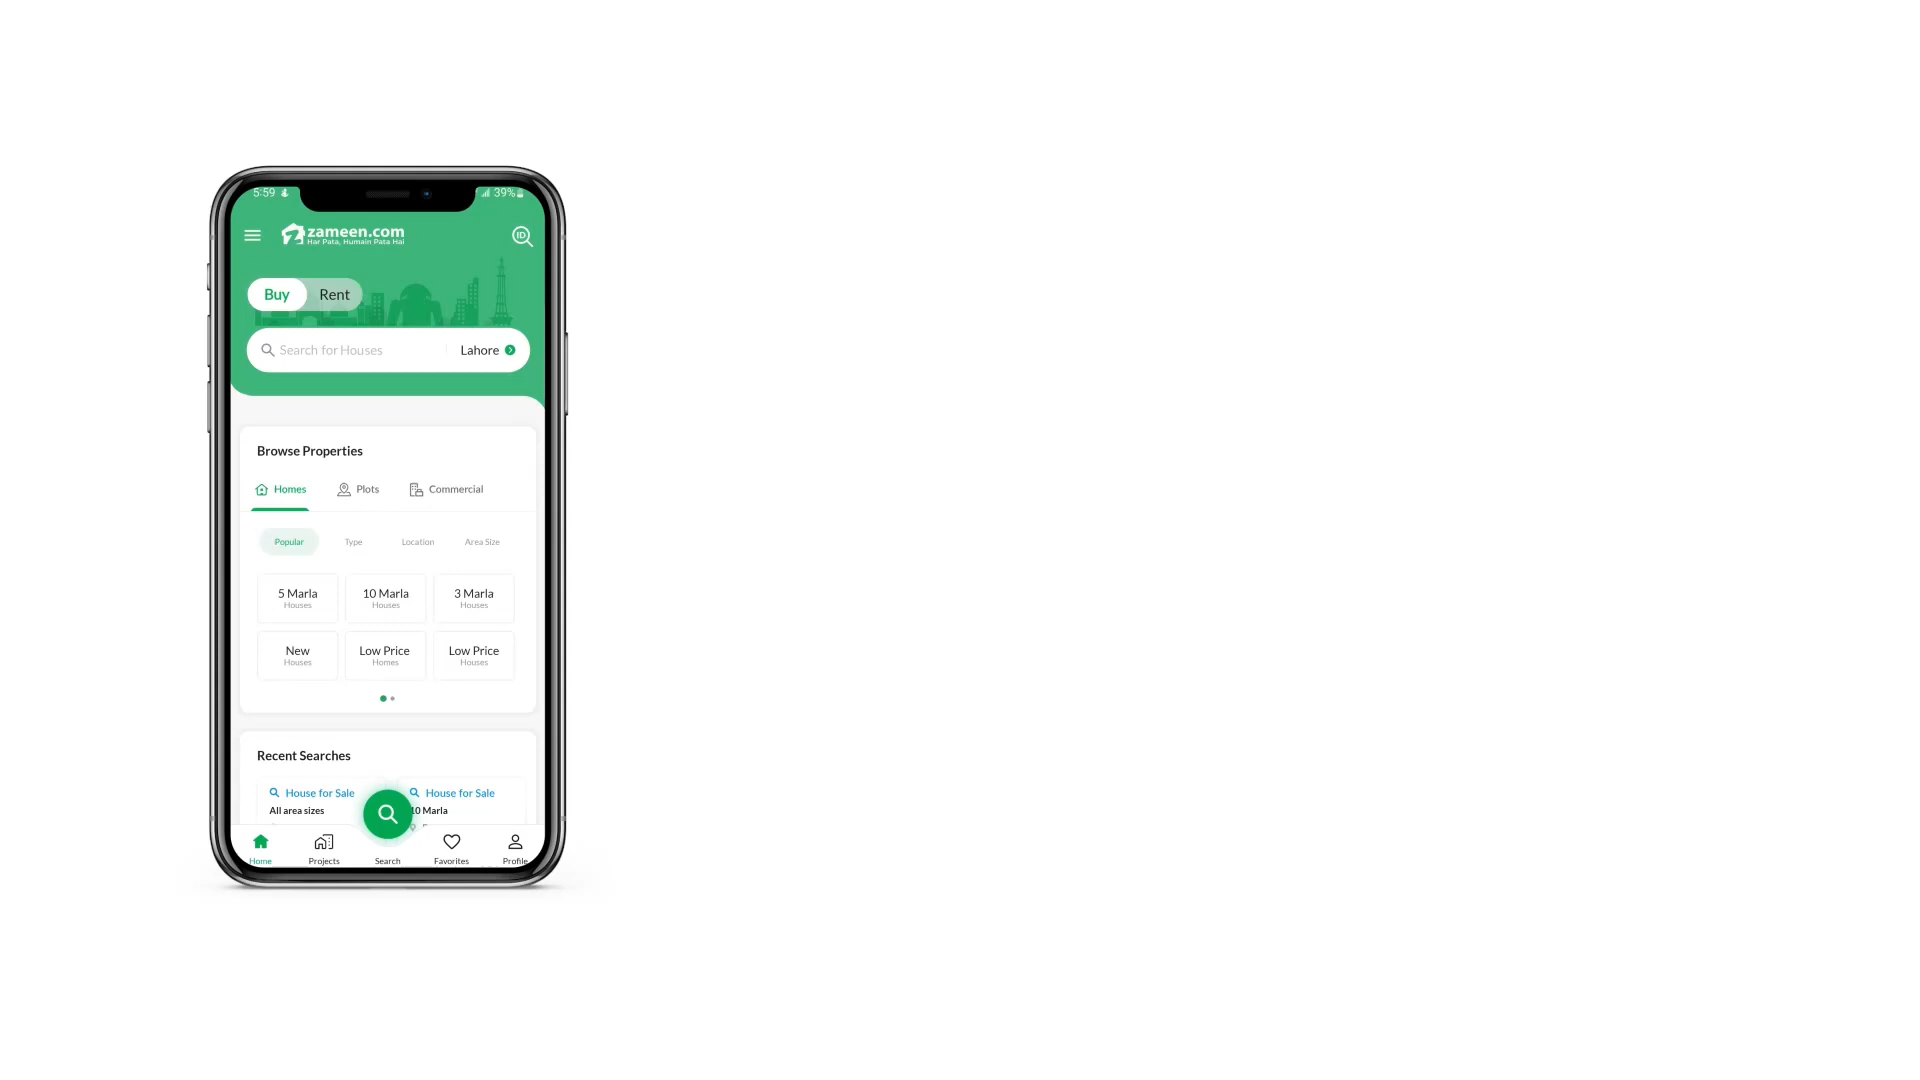 5:59
39%
zameen.com
Har Pata, Humain Pata Hai
ID
Buy Rent
Search for Houses Lahore
Browse Properties
Homes Plots Commercial
Popular Type Location Area Size
5 Marla 10 Marla 3 Marla
Houses Houses Houses
New Low Price Low Price
Houses Homes Houses
Recent Searches
House for Sale House for Sale
All area sizes 10 Marla
Home Projects Search Favorites Profile